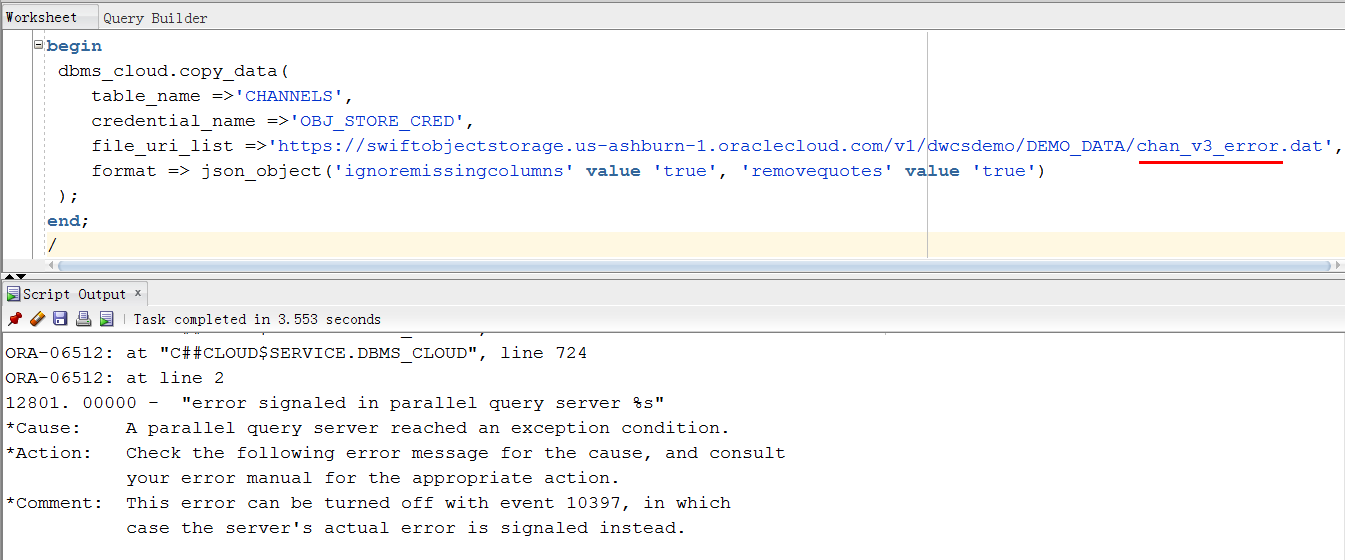 Worksheet Query Builder
begin
dbms_cloud.copy_data(
table_name =>'CHANNELS',
credential_name =>'OBJ_STORE_CRED',
file_uri_list =>'https://swiftobjectstorage.us-ashburn-1.oraclecloud.com/v1/dwcsdemo/DEMO_DATA/chan_v3_error.dat',
format => json_object('ignoremissingcolumns' value 'true', 'removequotes' value 'true')
);
end;
/
Script Output x
Task completed in 3.553 seconds
ORA-06512: at "C##CLOUD$SERVICE.DBMS_CLOUD", line 724
ORA-06512: at line 2
12801. 00000 - "error signaled in parallel query server %s"
*Cause: A parallel query server reached an exception condition.
*Action: Check the following error message for the cause, and consult
your error manual for the appropriate action.
*Comment: This error can be turned off with event 10397, in which
case the server's actual error is signaled instead.